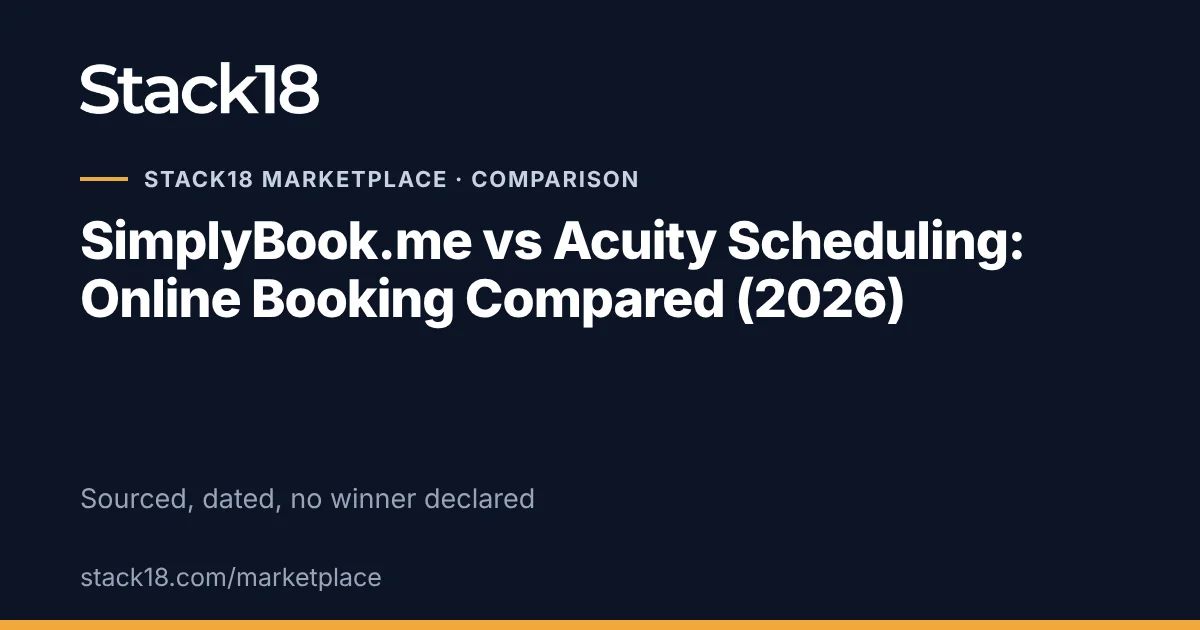 Stack18
STACK18 MARKETPLACE · COMPARISON
SimplyBook.me vs Acuity Scheduling:
Online Booking Compared (2026)
Sourced, dated, no winner declared
stack18.com/marketplace